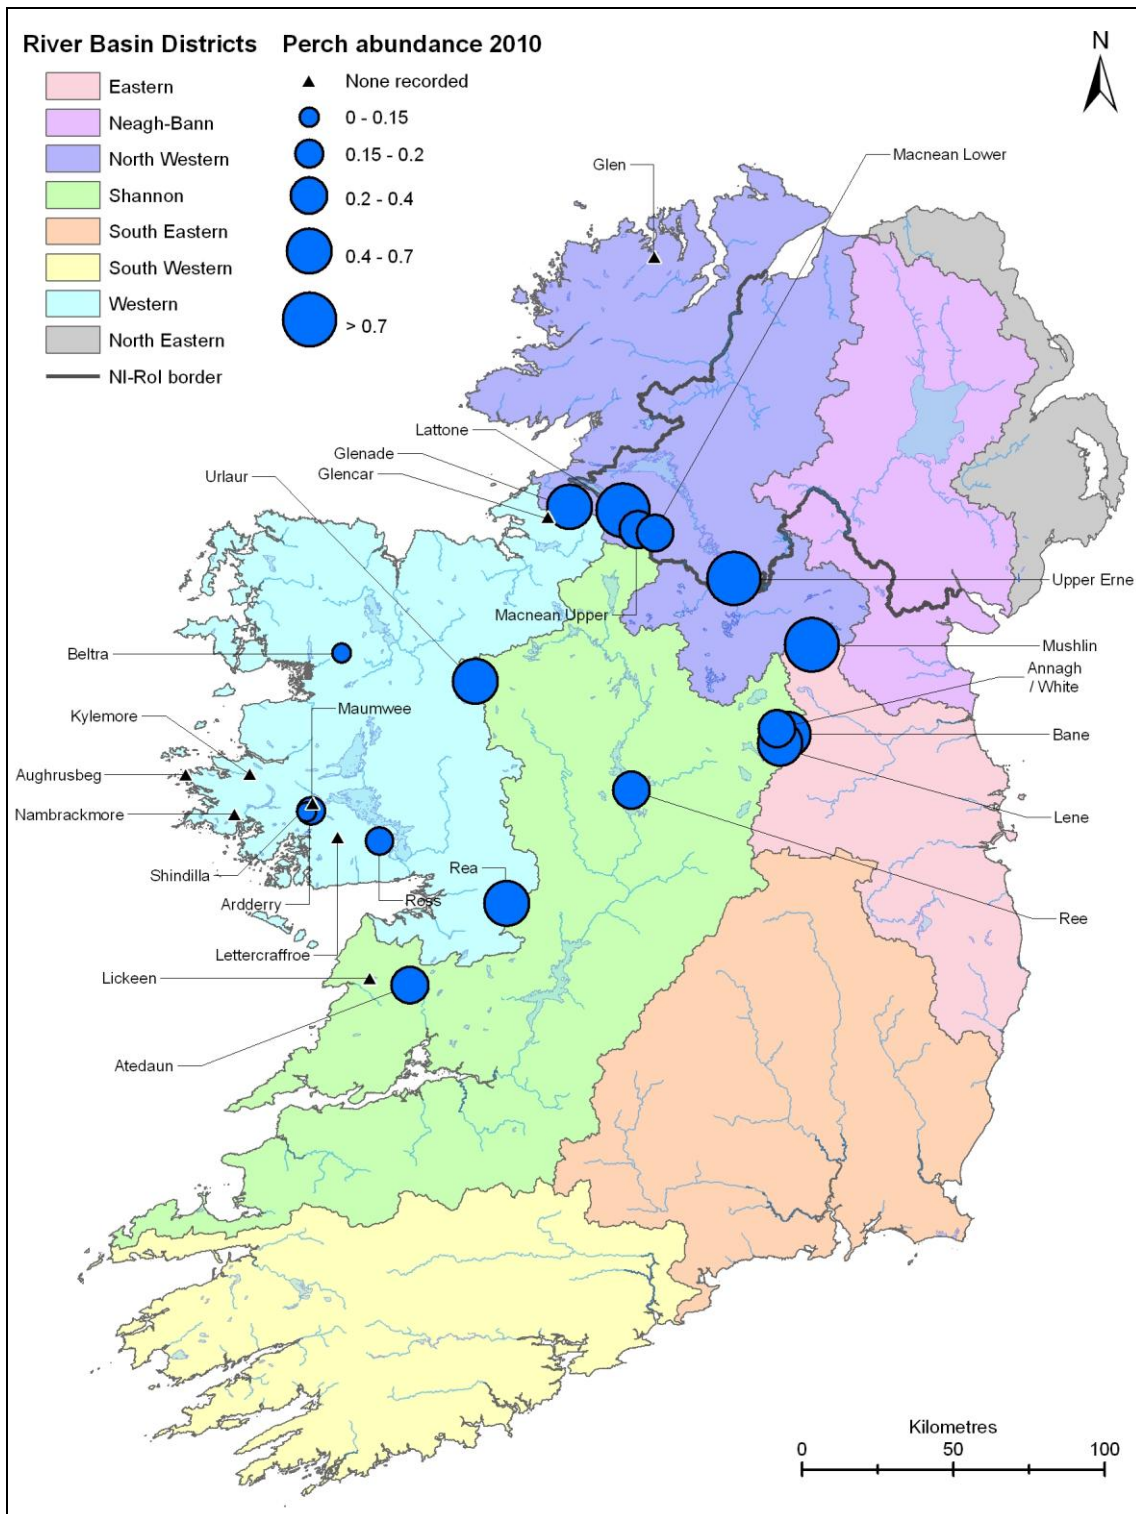 River Basin Districts
Eastern
Neagh-Bann
North Western
Shannon
South Eastern
South Western
Western
North Eastern
NI-RoI border
Perch abundance 2010
None recorded
0 - 0.15
0.15 - 0.2
0.2 - 0.4
0.4 - 0.7
> 0.7
N
Macnean Lower
Glen
Lattone
Glenade
Glencar
Urlaur
Upper Erne
Macnean Upper
Mushlin
Beltra
Annagh
/ White
Maumwee
Kylemore
Bane
Aughrusbeg
Nambrackmore
Lene
Shindilla
Rea
Ardderry
Ross
Ree
Lettercraffroe
Lickeen
Atedaun
Kilometres
0 50 100